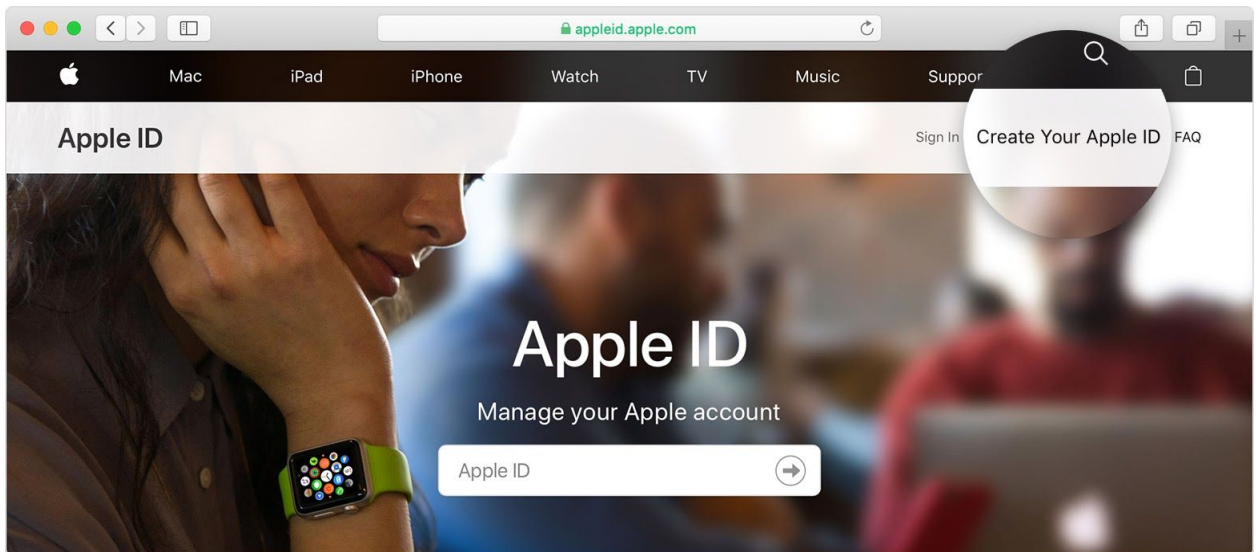 appleid.apple.com
Mac iPad iPhone Watch TV Music Suppor
Apple ID Sign In Create Your Apple ID FAQ
Apple ID
Manage your Apple account
Apple ID